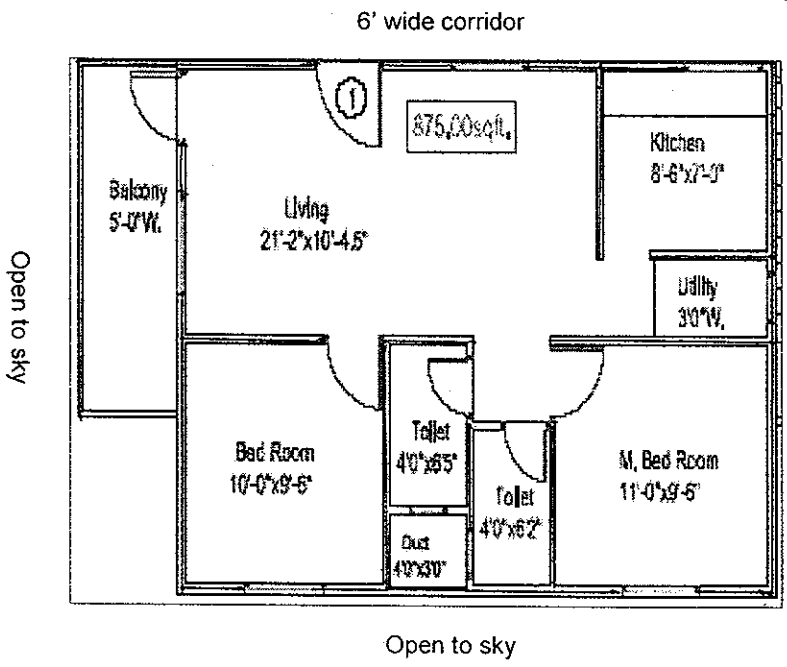 6' wide corridor
1
875.00sqft.
Kitchen
8'-6"x7'-0"
Balcony
5'-0"W.
Living
21'-2"x10'-4.5"
Open to sky
Utility
3'0"W.
Bed Room
10'-0"x9'-6"
Toilet
4'0"x6'5"
M. Bed Room
11'-0"x9'-6"
Toilet
4'0"x6'2"
Duct
4'0"x3'0"
Open to sky